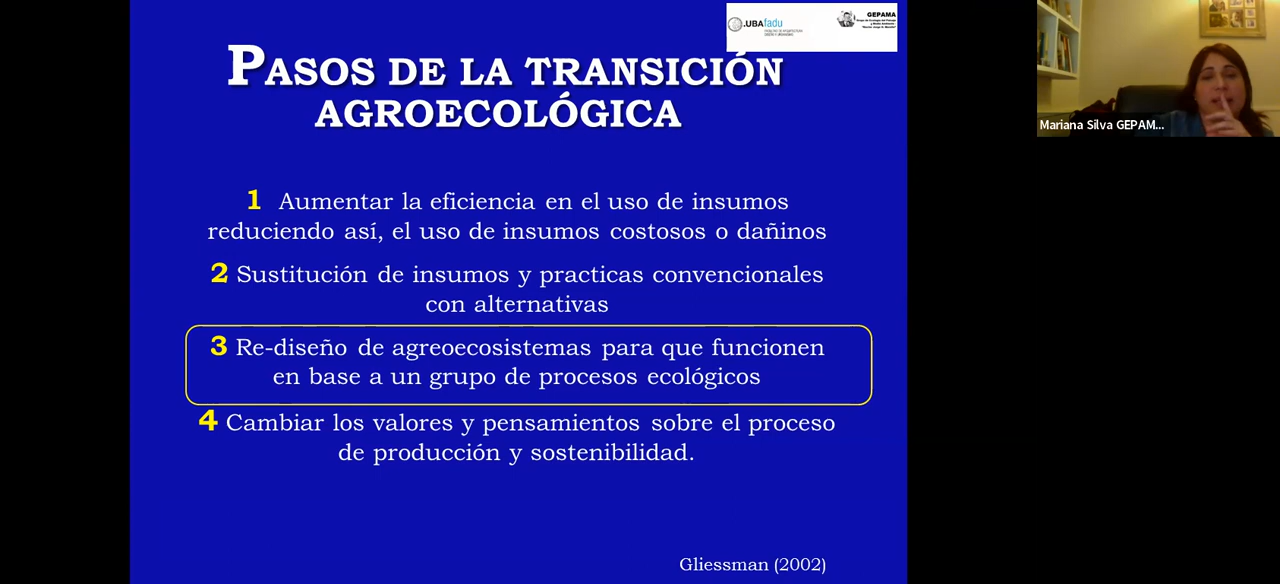 .UBAfadu
GEPAMA
PASOS DE LA TRANSICIÓN
AGROECOLÓGICA
1 Aumentar la eficiencia en el uso de insumos
reduciendo así, el uso de insumos costosos o dañinos
2 Sustitución de insumos y practicas convencionales
con alternativas
3 Re-diseño de agreoecosistemas para que funcionen
en base a un grupo de procesos ecológicos
4 Cambiar los valores y pensamientos sobre el proceso
de producción y sostenibilidad.
Gliessman (2002)
Mariana Silva GEPAM...